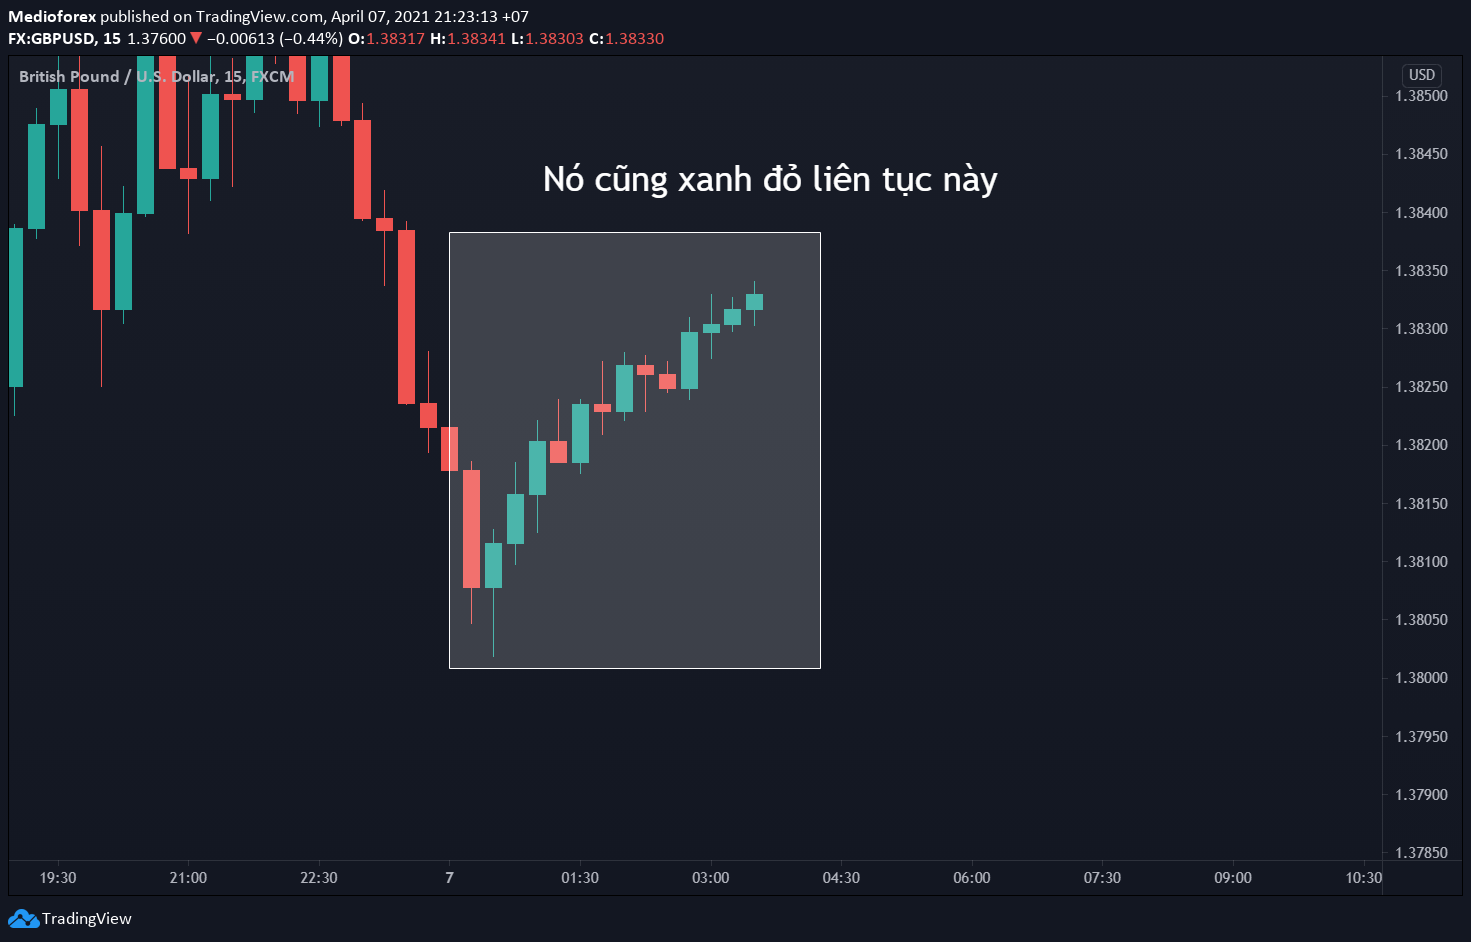 Medioforex published on TradingView.com, April 07, 2021 21:23:13 +07
FX:GBPUSD, 15 1.37600 ▼ −0.00613 (−0.44%) O:1.38317 H:1.38341 L:1.38303 C:1.38330
British Pound / U.S. Dollar, 15, FXCM
USD
1.38500
1.38450
Nó cũng xanh đỏ liên tục này
1.38400
1.38350
1.38300
1.38250
1.38200
1.38150
1.38100
1.38050
1.38000
1.37950
1.37900
1.37850
19:30 21:00 22:30 7 01:30 03:00 04:30 06:00 07:30 09:00 10:30
TradingView